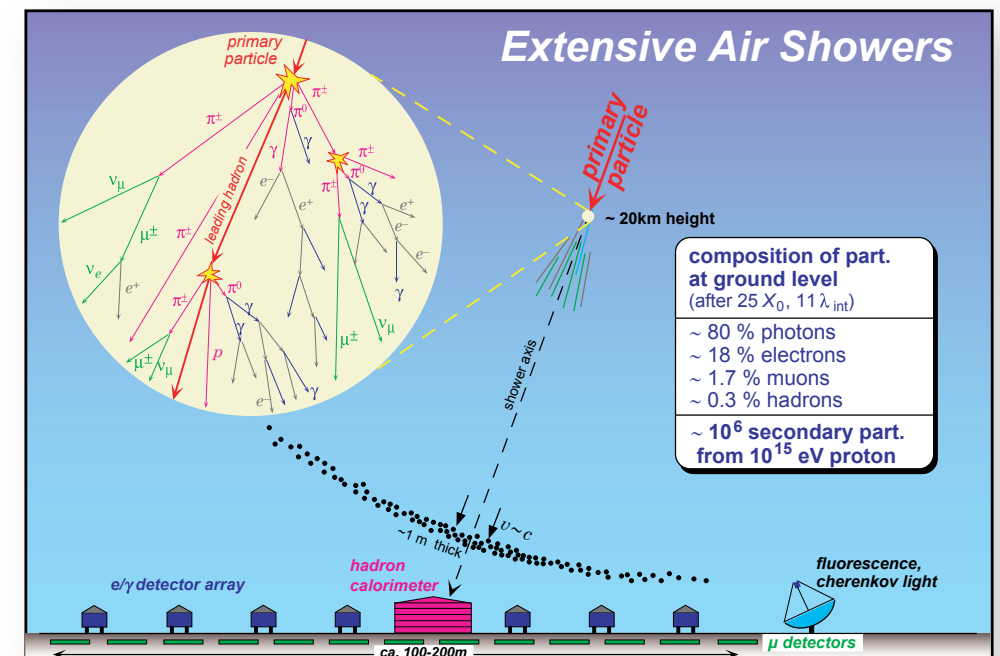 Extensive Air Showers
primary
particle
π±
π±
π⁰
γ
γ
π±
π⁰
π±
γ
γ
e⁻
e⁺
e⁺
e⁻
e⁻
γ
νμ
μ±
νe
e⁺
π±
leading hadron
π±
π⁰
γ
γ
μ±
νμ
p
e⁻
γ
μ±
νμ
primary
particle
~ 20km height
shower axis
composition of part.
at ground level
(after 25 X₀, 11 λ int)
~ 80 % photons
~ 18 % electrons
~ 1.7 % muons
~ 0.3 % hadrons
~ 10⁶ secondary part.
from 10¹⁵ eV proton
υ~c
~1 m thick
e/γ detector array
hadron
calorimeter
fluorescence,
cherenkov light
μ detectors
ca. 100-200m